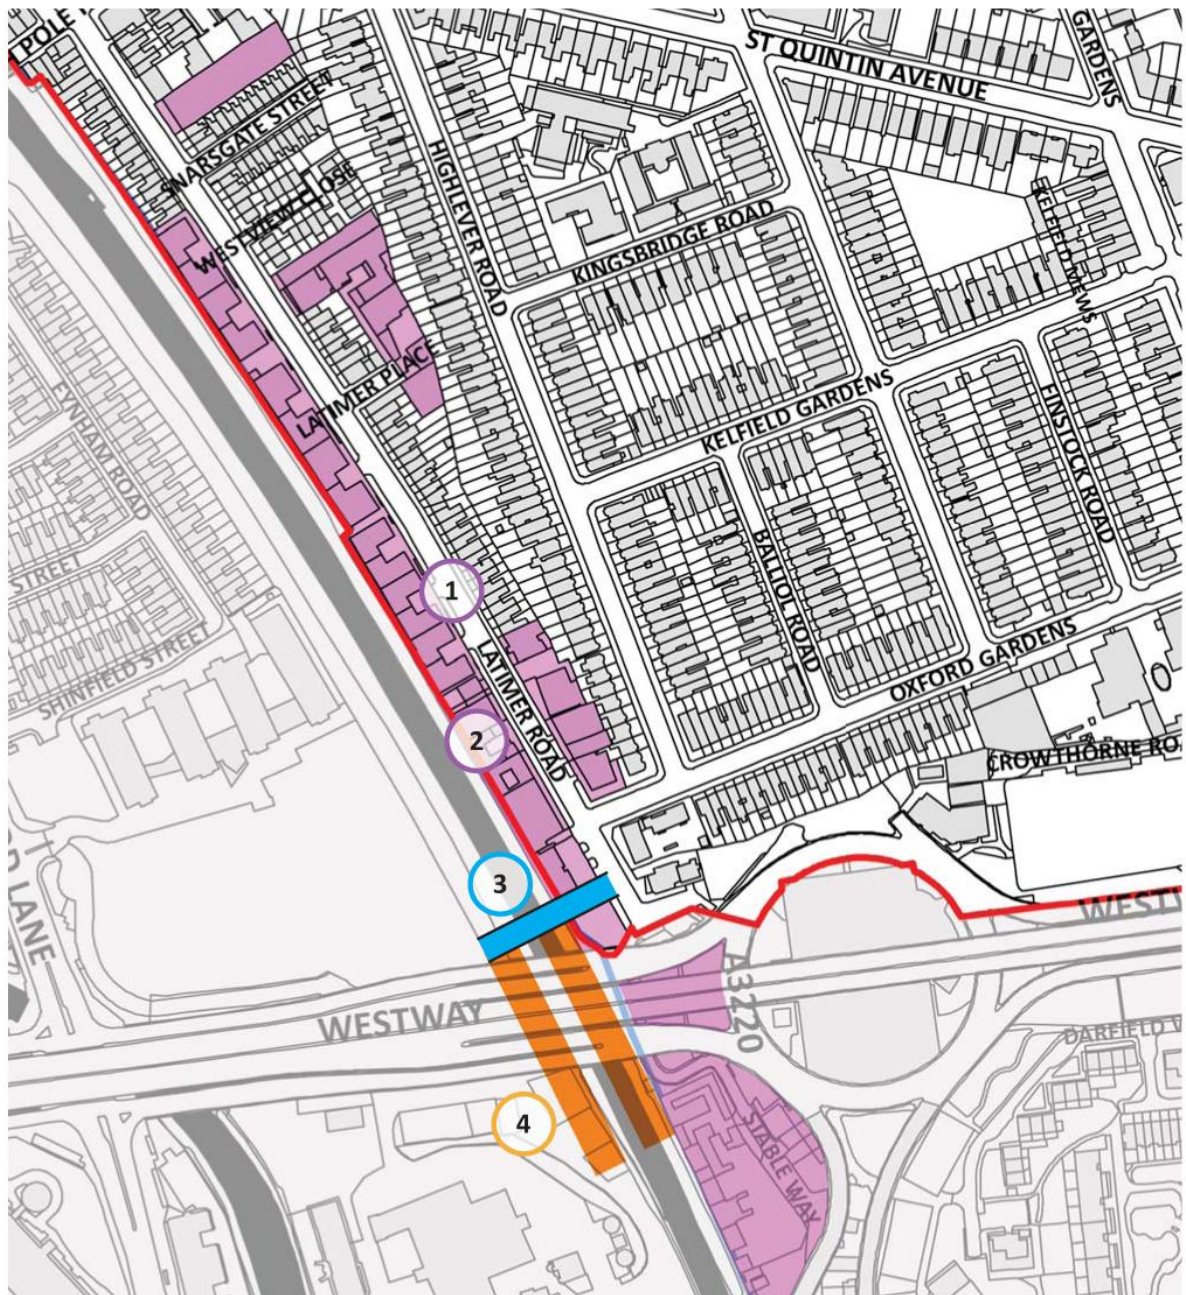 POLE
ST QUINTIN AVENUE
GARDENS
SNARSGATE STREET
HIGHLEVER ROAD
WESTVIEW CLOSE
KINGSBRIDGE ROAD
KELFIELD MEWS
LATIMER PLACE
EYNHAM ROAD
KELFIELD GARDENS
FINSTOCK ROAD
STREET
BALLIOL ROAD
1
SHINFIELD STREET
LATIMER ROAD
OXFORD GARDENS
2
CROWTHORNE RO
3
LANE
WESTW
WESTWAY
A3220
DARFIELD
4
STABLE WAY